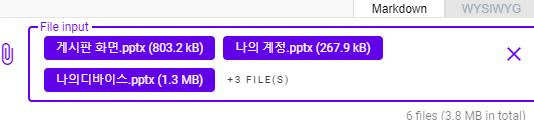 Markdown WYSIWYG
File input
게시판 화면.pptx (803.2 kB) 나의 계정.pptx (267.9 kB)
나의디바이스.pptx (1.3 MB) +3 FILE(S)
6 files (3.8 MB in total)